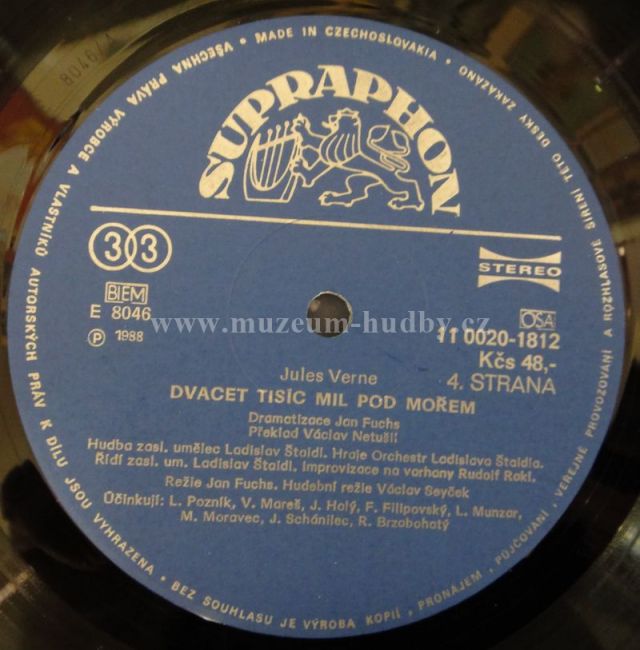 VŠECHNA PRÁVA VÝROBCE A VLASTNÍKŮ AUTORSKÝCH PRÁV K DÍLU JSOU VYHRAZENA • BEZ SOUHLASU JE VÝROBA KOPIÍ, PRONÁJEM, PŮJČOVÁNÍ, VEŘEJNÉ PROVOZOVÁNÍ A ROZHLASOVÉ ŠÍŘENÍ TÉTO DESKY ZAKÁZÁNO • MADE IN CZECHOSLOVAKIA •
SUPRAPHON
33
STEREO
BIEM
E 8046
Ⓟ 1988
www.muzeum-hudby.cz
OSA
11 0020-1812
Kčs 48,-
4. STRANA
Jules Verne
DVACET TISÍC MIL POD MOŘEM
Dramatizace Jan Fuchs
Překlad Václav Netušil
Hudba zasl. umělec Ladislav Štaidl. Hraje Orchestr Ladislava Štaidla.
Řídí zasl. um. Ladislav Štaidl. Improvizace na varhany Rudolf Rokl.
Režie Jan Fuchs. Hudební režie Václav Seyček
Účinkují: L. Pozník, V. Mareš, J. Holý, F. Filipovský, L. Munzar,
M. Moravec, J. Schánilec, R. Brzobohatý